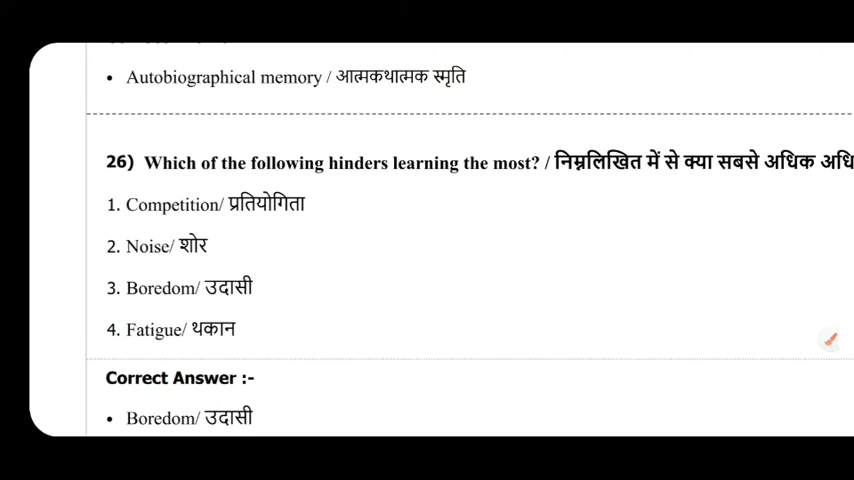 • Autobiographical memory / आत्मकथात्मक स्मृति
26) Which of the following hinders learning the most? / निम्नलिखित में से क्या सबसे अधिक अधि
1. Competition/ प्रतियोगिता
2. Noise/ शोर
3. Boredom/ उदासी
4. Fatigue/ थकान
Correct Answer :-
• Boredom/ उदासी